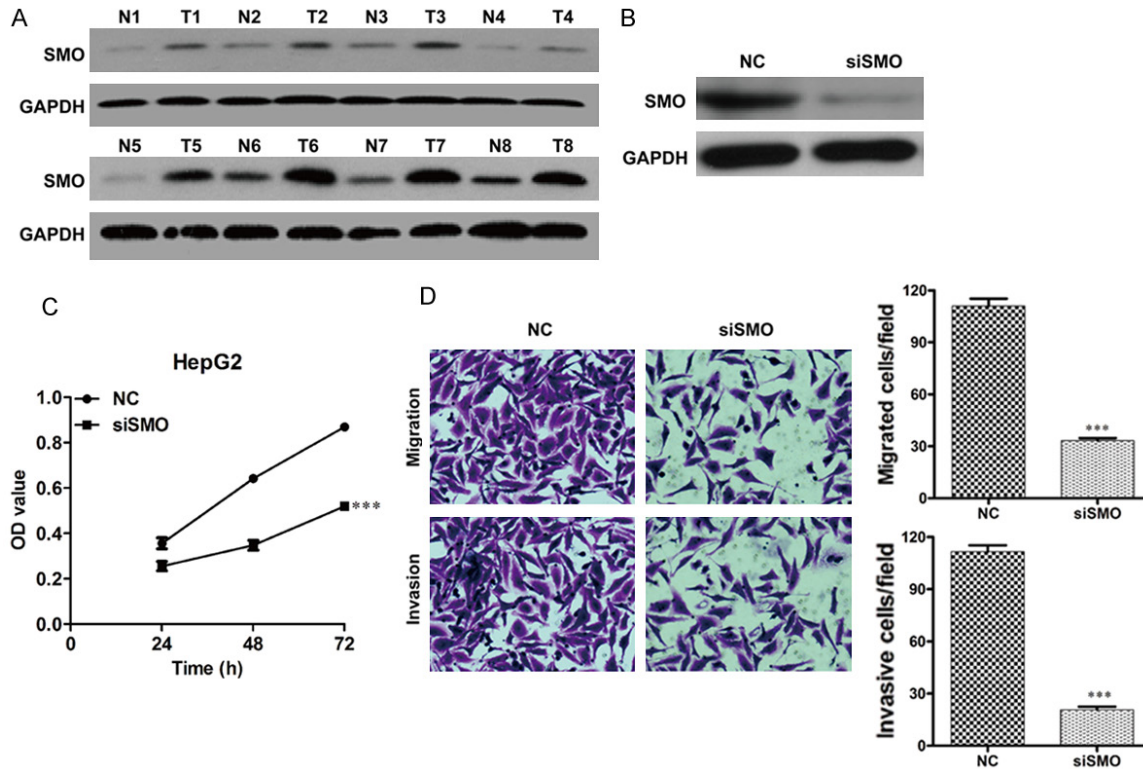 A
N1 T1 N2 T2 N3 T3 N4 T4
SMO
GAPDH
N5 T5 N6 T6 N7 T7 N8 T8
SMO
GAPDH
B
NC siSMO
SMO
GAPDH
C
HepG2
NC
siSMO
OD value
1.0
0.8
0.6
0.4
0.2
0.0
***
0 24 48 72
Time (h)
D
NC siSMO
Migration
Invasion
Migrated cells/field
120
90
60
30
0
***
NC siSMO
Invasive cells/field
120
90
60
30
0
***
NC siSMO